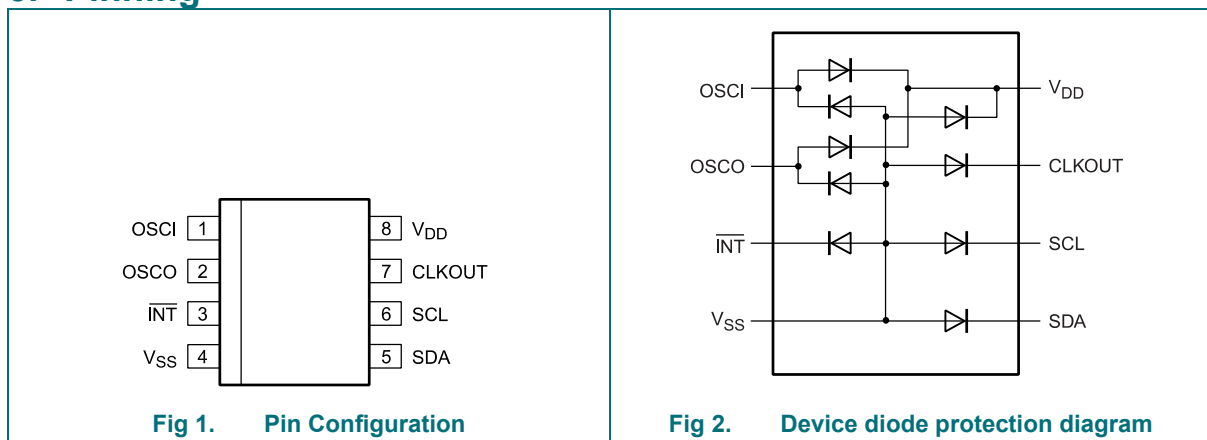 OSCI 1
OSCO 2
INT 3
VSS 4
8 VDD
7 CLKOUT
6 SCL
5 SDA
Fig 1. Pin Configuration
OSCI
OSCO
INT
VSS
VDD
CLKOUT
SCL
SDA
Fig 2. Device diode protection diagram